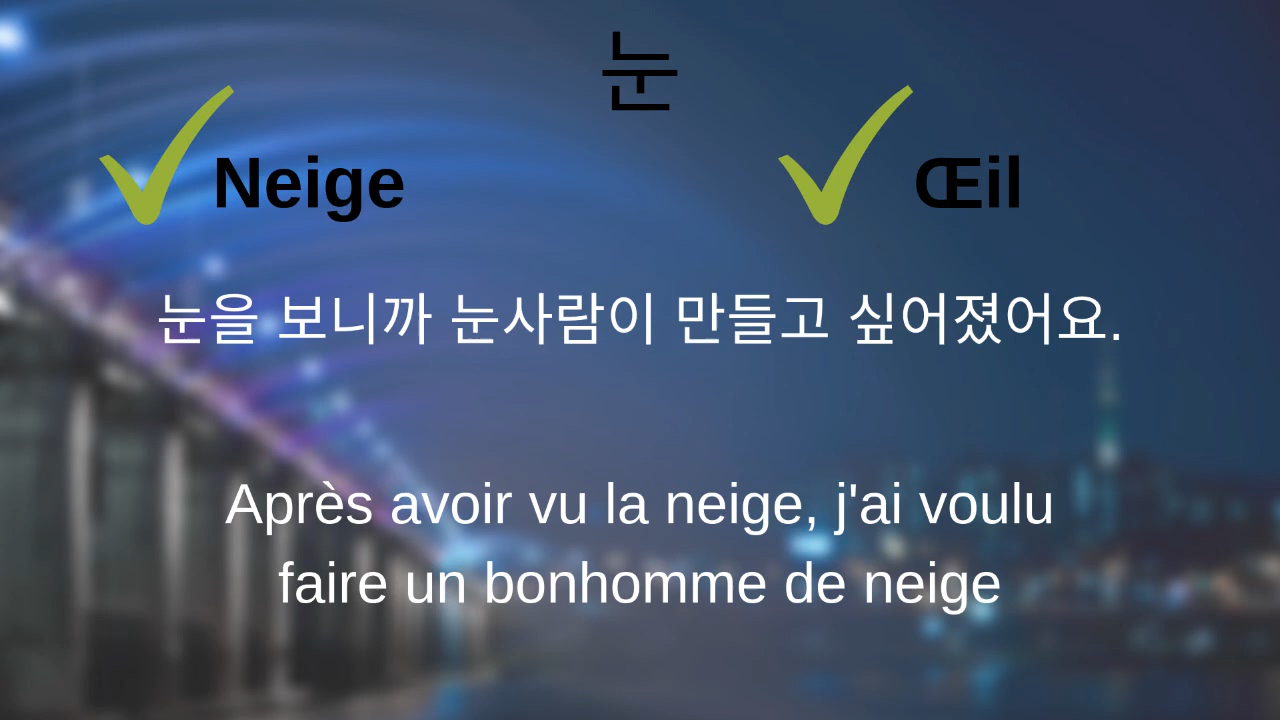 눈
Neige
Œil
눈을 보니까 눈사람이 만들고 싶어졌어요.
Après avoir vu la neige, j'ai voulu
faire un bonhomme de neige